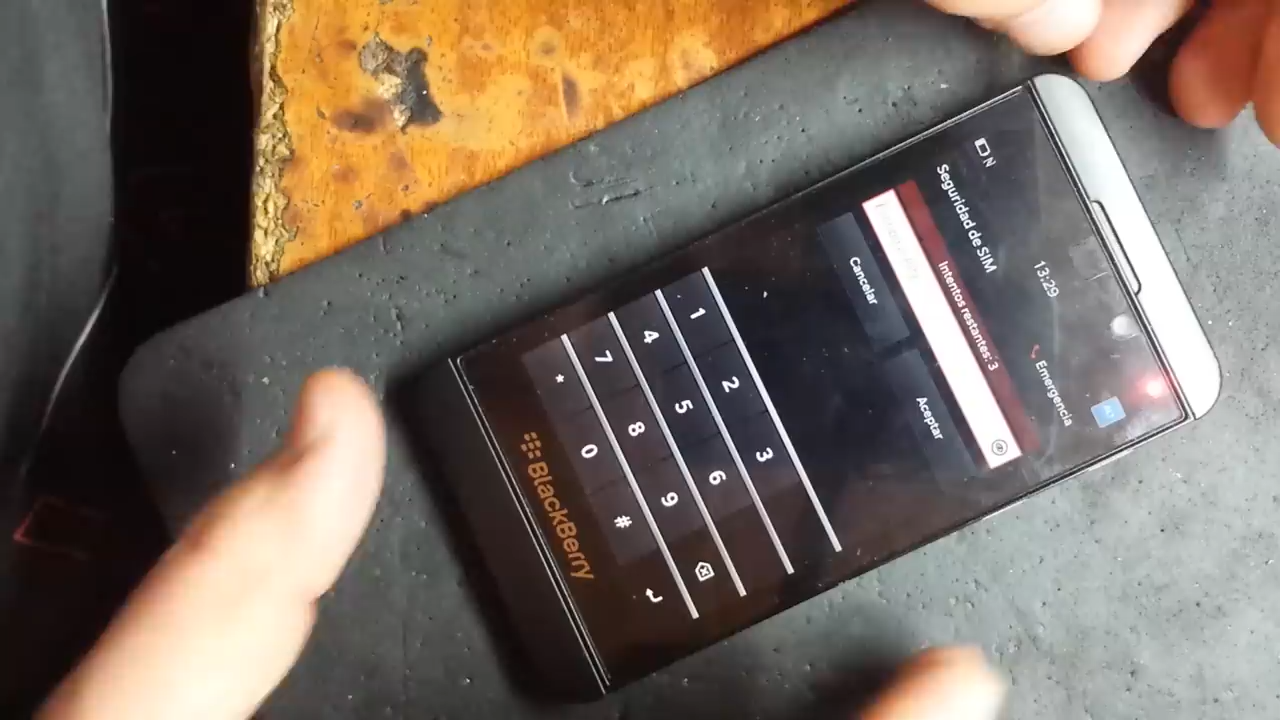 N
13:29
Emergencia
Seguridad de SIM
Intentos restantes: 3
Cancelar
Aceptar
1 2 3
4 5 6
7 8 9
* 0 #
BlackBerry